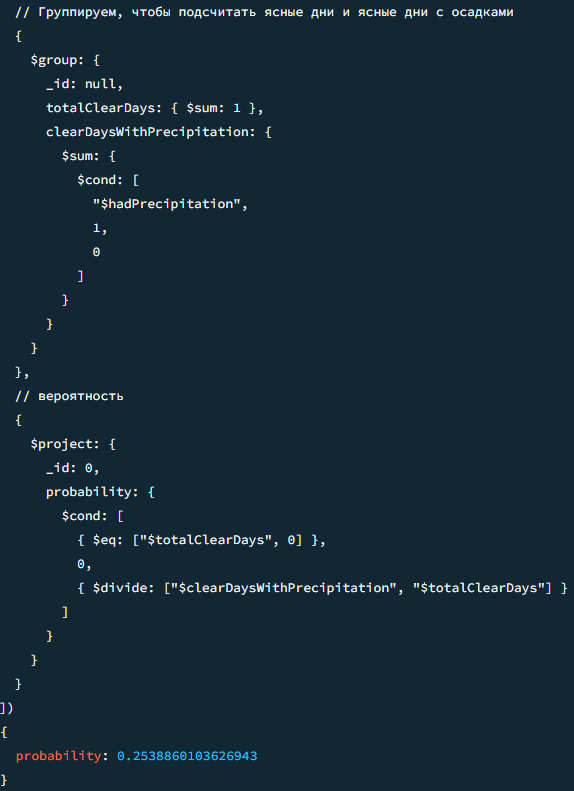 // Группируем, чтобы подсчитать ясные дни и ясные дни с осадками
{
$group: {
_id: null,
totalClearDays: { $sum: 1 },
clearDaysWithPrecipitation: {
$sum: {
$cond: [
"$hadPrecipitation",
1,
0
]
}
}
}
},
// вероятность
{
$project: {
_id: 0,
probability: {
$cond: [
{ $eq: ["$totalClearDays", 0] },
0,
{ $divide: ["$clearDaysWithPrecipitation", "$totalClearDays"] }
]
}
}
}
])
{
probability: 0.2538860103626943
}